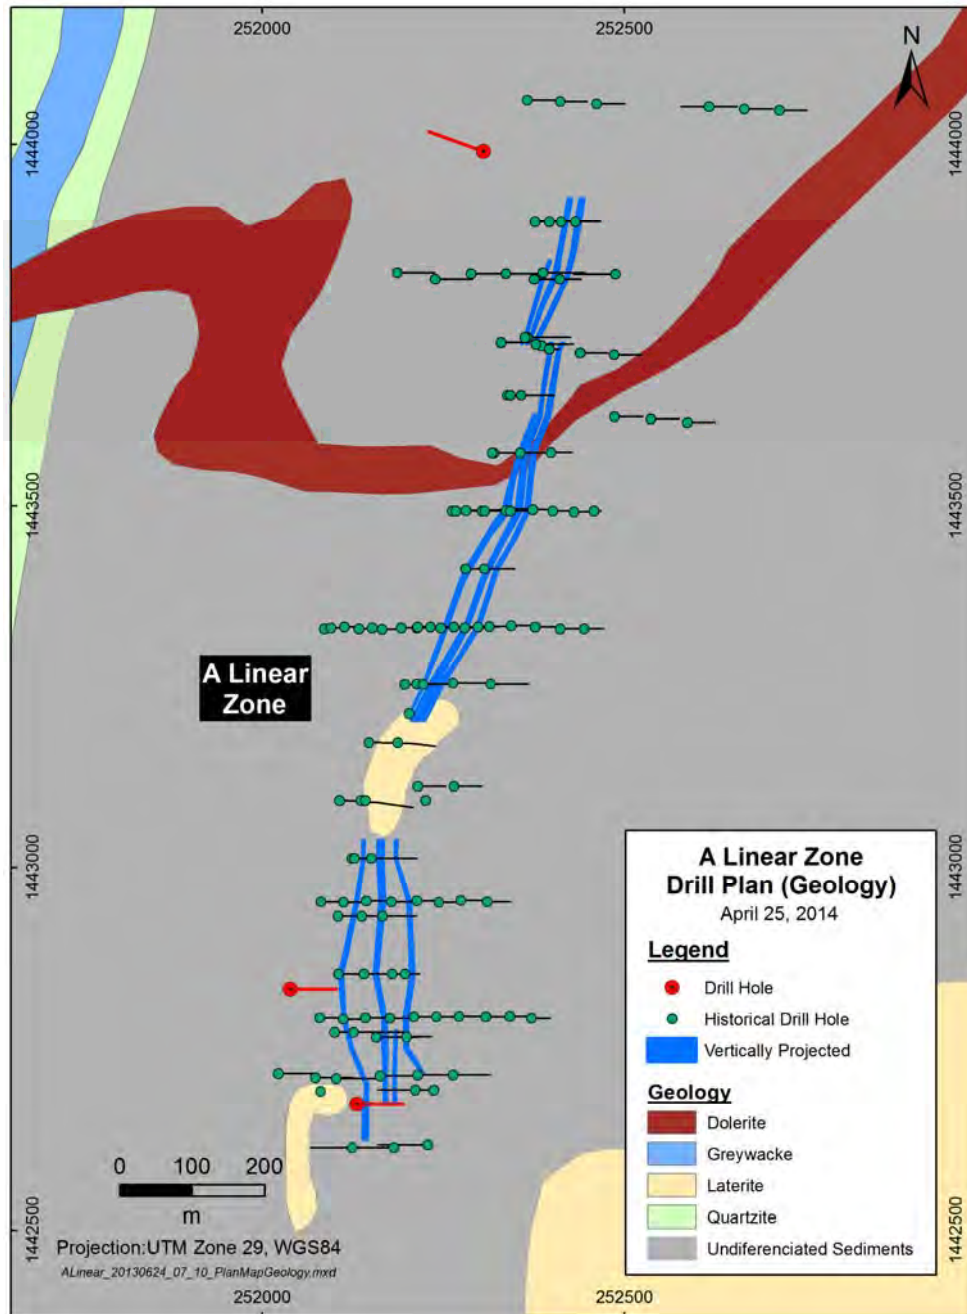 252000
252500
N
1444000
1444000
1443500
1443500
A Linear
Zone
1443000
1443000
A Linear Zone
Drill Plan (Geology)
April 25, 2014
Legend
Drill Hole
Historical Drill Hole
Vertically Projected
Geology
Dolerite
Greywacke
Laterite
Quartzite
Undiferenciated Sediments
0 100 200
m
1442500
1442500
Projection:UTM Zone 29, WGS84
ALinear_20130624_07_10_PlanMapGeology.mxd
252000
252500